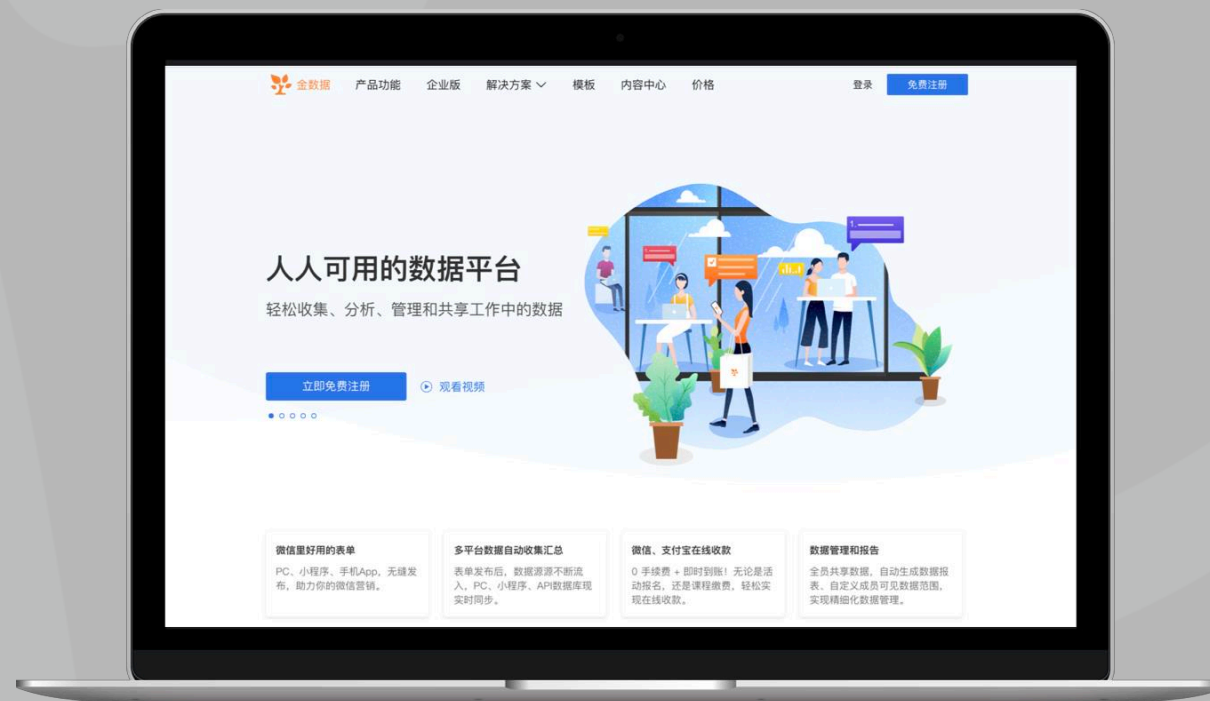 金数据 产品功能 企业版 解决方案 模板 内容中心 价格 登录 免费注册
1.
1.
人人可用的数据平台
轻松收集、分析、管理和共享工作中的数据
立即免费注册 观看视频
微信里好用的表单
PC、小程序、手机App，无缝发
布，助力你的微信营销。
多平台数据自动收集汇总
表单发布后，数据源源不断流
入，PC、小程序、API数据库现
实时同步。
微信、支付宝在线收款
0 手续费 + 即时到账！无论是活
动报名，还是课程缴费，轻松实
现在线收款。
数据管理和报告
全员共享数据，自动生成数据报
表、自定义成员可见数据范围，
实现精细化数据管理。